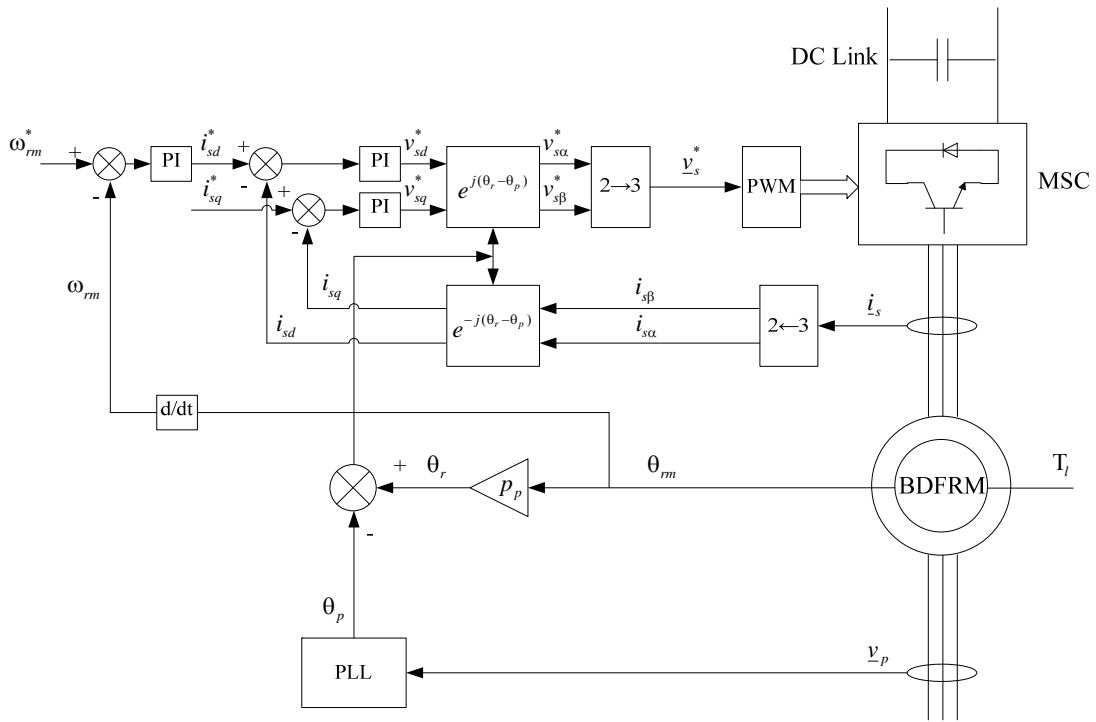 DC Link
MSC
ω*rm
+
-
PI
i*sd
+
-
i*sq
+
-
PI
v*sd
PI
v*sq
e^j(θr−θp)
v*sα
v*sβ
2→3
v*s
PWM
ωrm
isq
isd
e^−j(θr−θp)
isβ
isα
2←3
is
d/dt
+
θr
pp
θrm
BDFRM
Tl
-
θp
PLL
vp